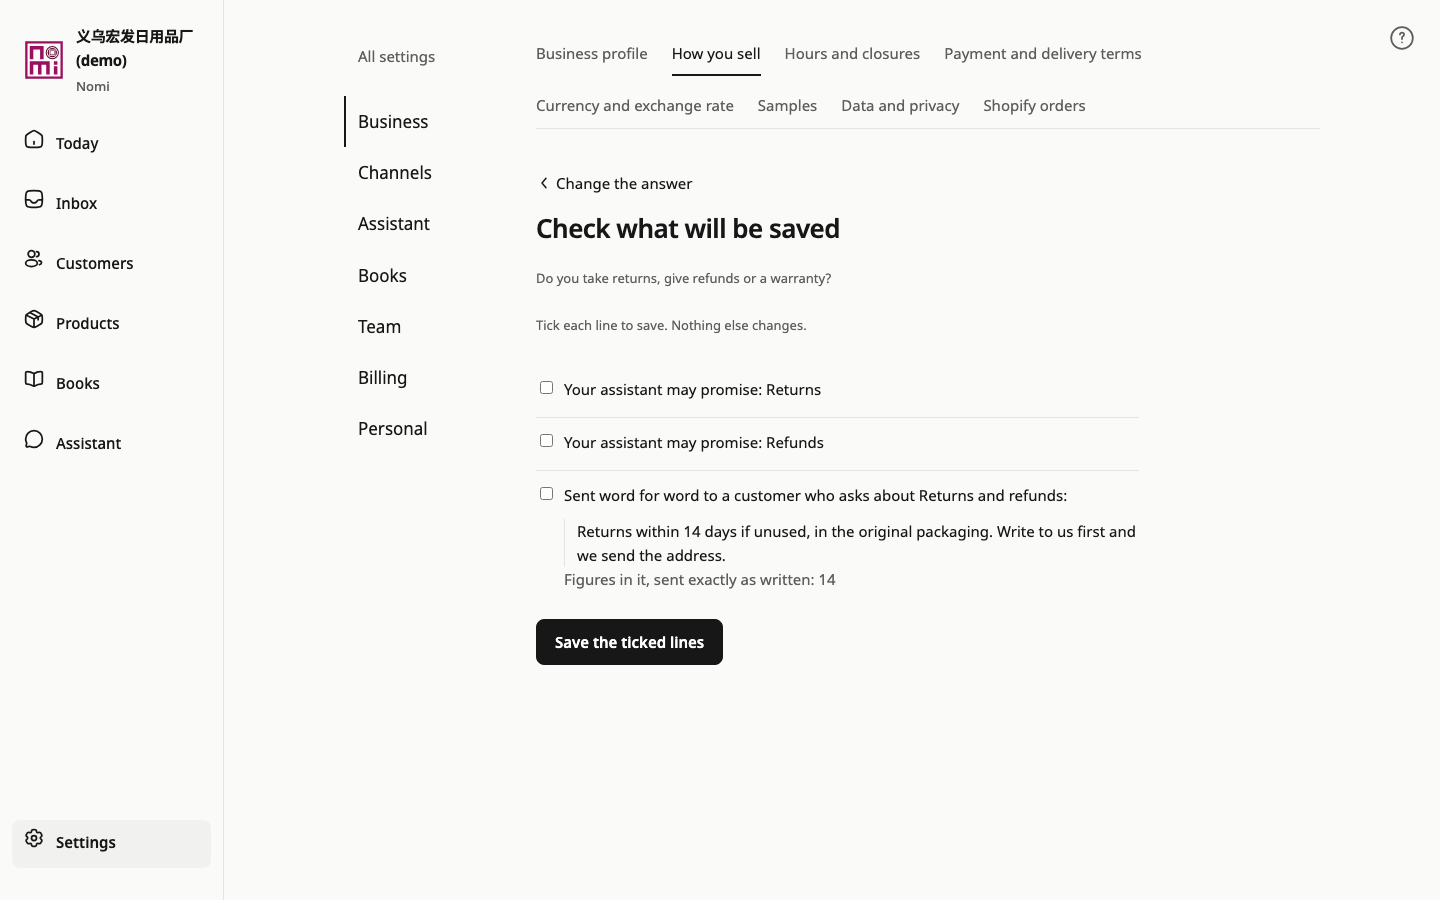 义乌宏发日用品厂
(demo)
Nomi
Today
Inbox
Customers
Products
Books
Assistant
Settings
All settings
Business
Channels
Assistant
Books
Team
Billing
Personal
Business profile
How you sell
Hours and closures
Payment and delivery terms
Currency and exchange rate
Samples
Data and privacy
Shopify orders
Change the answer
Check what will be saved
Do you take returns, give refunds or a warranty?
Tick each line to save. Nothing else changes.
Your assistant may promise: Returns
Your assistant may promise: Refunds
Sent word for word to a customer who asks about Returns and refunds:
Returns within 14 days if unused, in the original packaging. Write to us first and
we send the address.
Figures in it, sent exactly as written: 14
Save the ticked lines